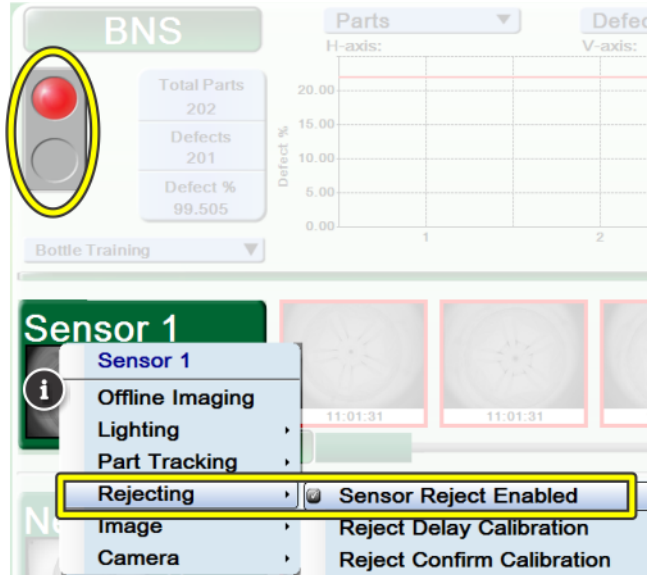 BNS
Parts
Defec
H-axis:
V-axis:
Total Parts
202
Defects
201
Defect %
99.505
20.00
15.00
10.00
5.00
0.00
Defect %
1
2
Bottle Training
Sensor 1
i
Sensor 1
Offline Imaging
Lighting
Part Tracking
Rejecting
Image
Camera
Sensor Reject Enabled
Reject Delay Calibration
Reject Confirm Calibration
11:01:31
11:01:31